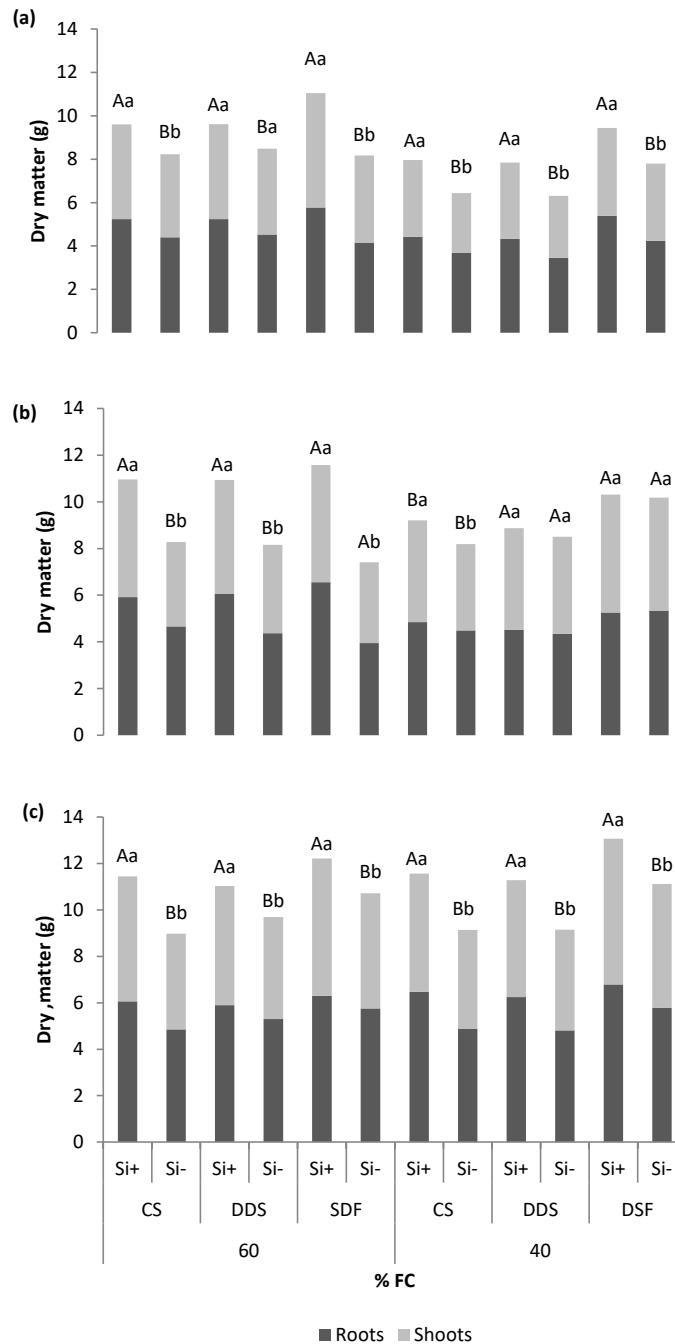 (a)
14
12
10
8
6
4
2
0
Dry matter (g)
Aa Bb Aa Ba Aa Bb Aa Bb Aa Bb Aa Bb
(b)
14
12
10
8
6
4
2
0
Dry matter (g)
Aa Bb Aa Bb Aa Ab Ba Bb Aa Aa Aa Aa
(c)
14
12
10
8
6
4
2
0
Dry ,matter (g)
Aa Bb Aa Bb Aa Bb Aa Bb Aa Bb Aa Bb
Si+ Si- Si+ Si- Si+ Si- Si+ Si- Si+ Si- Si+ Si-
CS DDS SDF CS DDS DSF
60 40
% FC
Roots Shoots